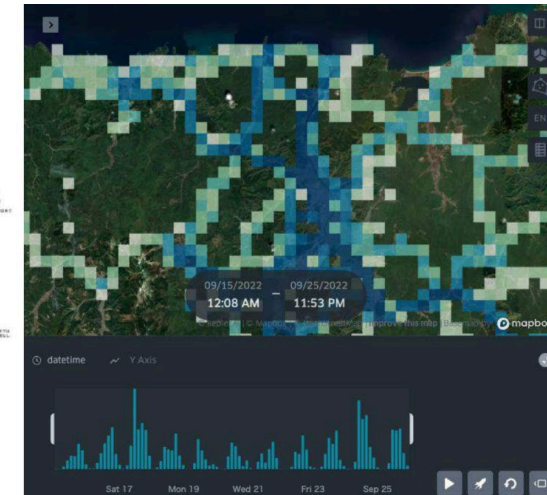 EN
09/15/2022 – 09/25/2022
12:08 AM 11:53 PM
mapbo
datetime Y Axis
Sat 17 Mon 19 Wed 21 Fri 23 Sep 25